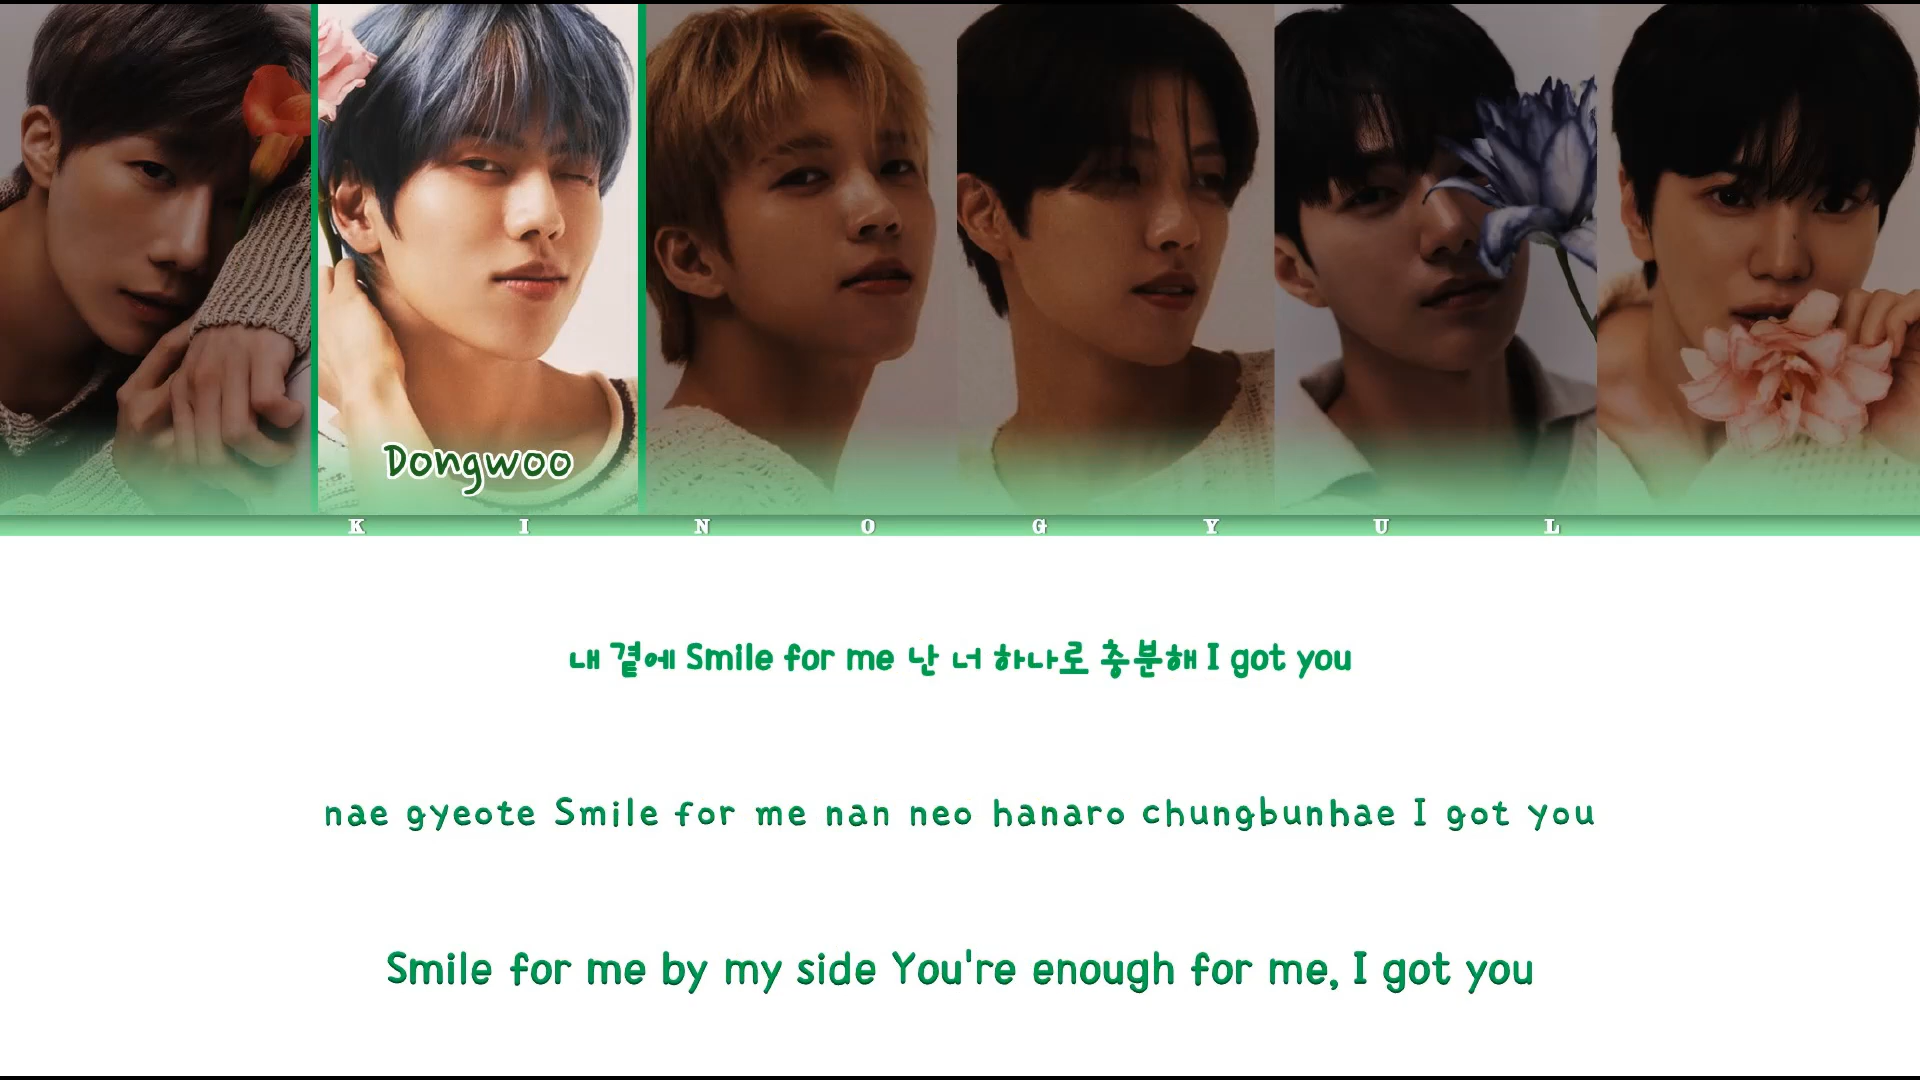 Dongwoo
K I N O G Y U L
내 곁에 Smile for me 난 너 하나로 충분해 I got you
nae gyeote Smile for me nan neo hanaro chungbunhae I got you
Smile for me by my side You're enough for me, I got you